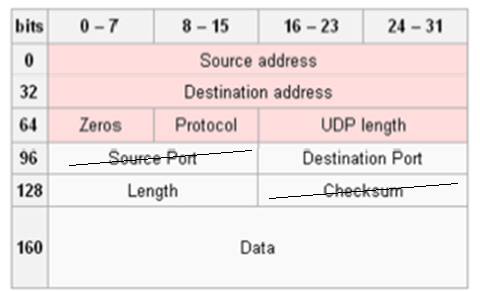 bits 0 – 7 8 – 15 16 – 23 24 – 31
0 Source address
32 Destination address
64 Zeros Protocol UDP length
96 Source Port Destination Port
128 Length Checksum
160 Data